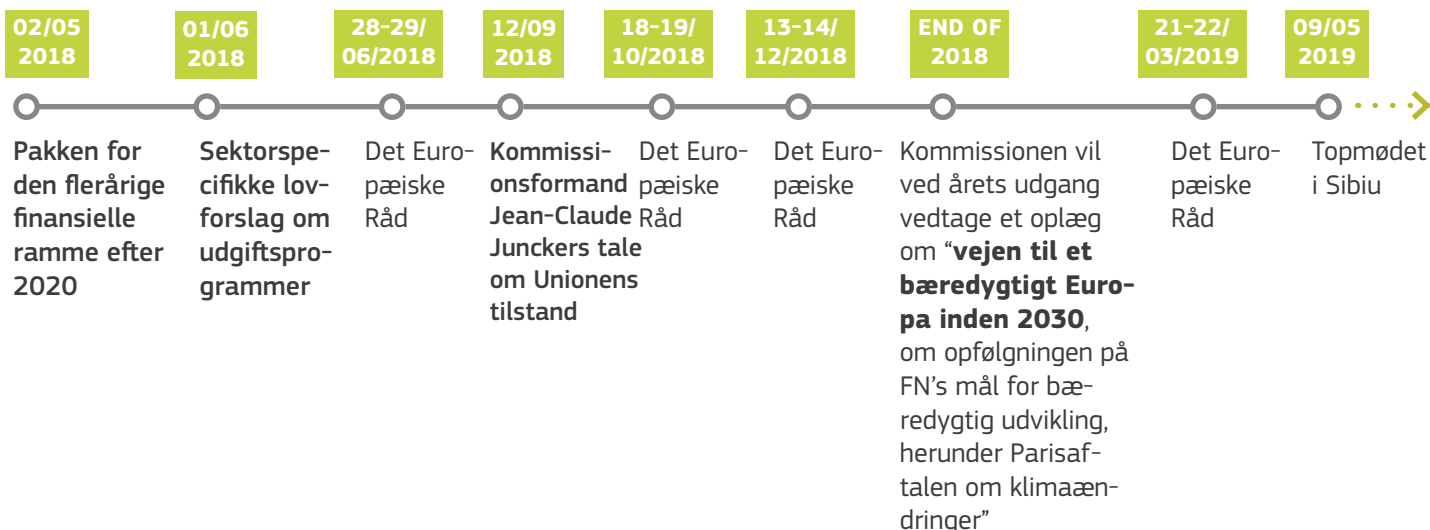 02/05
2018
Pakken for
den flerårige
finansielle
ramme efter
2020
01/06
2018
Sektorspe-
cifikke lov-
forslag om
udgiftspro-
grammer
28-29/
06/2018
Det Euro-
pæiske
Råd
12/09
2018
Kommissi-
onsformand
Jean-Claude
Junckers tale
om Unionens
tilstand
18-19/
10/2018
Det Euro-
pæiske
Råd
13-14/
12/2018
Det Euro-
pæiske
Råd
END OF
2018
Kommissionen vil
ved årets udgang
vedtage et oplæg
om “vejen til et
bæredygtigt Euro-
pa inden 2030,
om opfølgningen på
FN’s mål for bæ-
redygtig udvikling,
herunder Parisaf-
talen om klimaæn-
dringer”
21-22/
03/2019
Det Euro-
pæiske
Råd
09/05
2019
Topmødet
i Sibiu